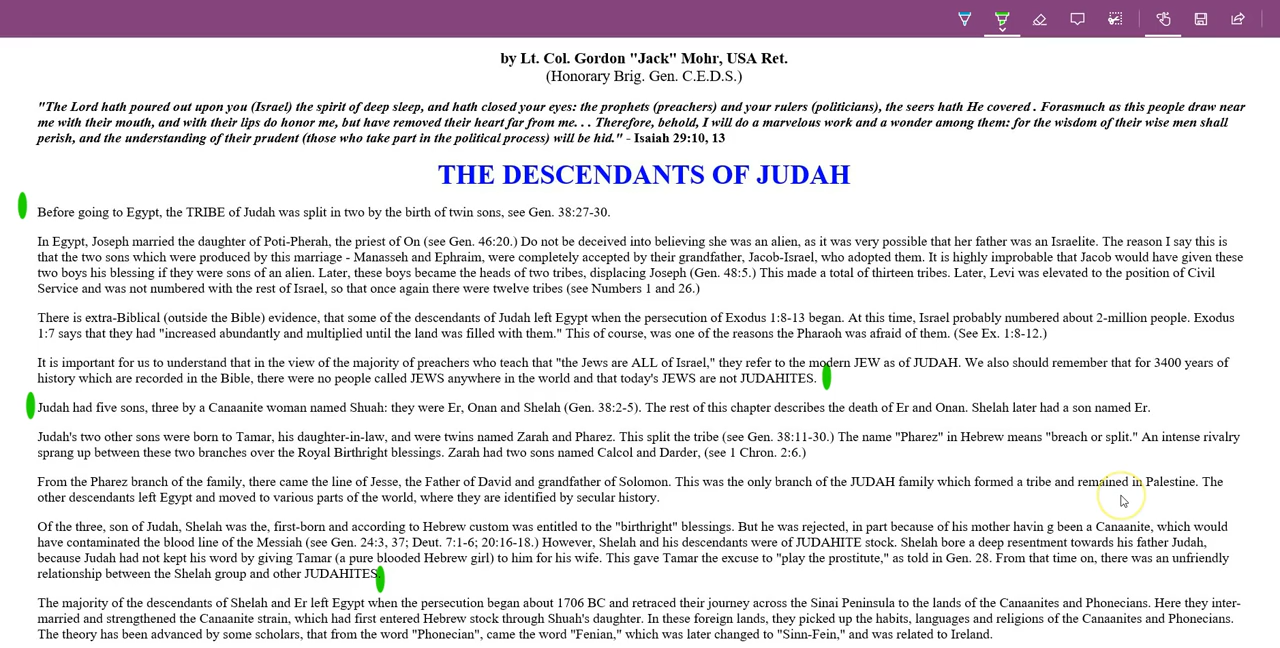 by Lt. Col. Gordon "Jack" Mohr, USA Ret.
(Honorary Brig. Gen. C.E.D.S.)
"The Lord hath poured out upon you (Israel) the spirit of deep sleep, and hath closed your eyes: the prophets (preachers) and your rulers (politicians), the seers hath He covered . Forasmuch as this people draw near
me with their mouth, and with their lips do honor me, but have removed their heart far from me. . . Therefore, behold, I will do a marvelous work and a wonder among them: for the wisdom of their wise men shall
perish, and the understanding of their prudent (those who take part in the political process) will be hid." - Isaiah 29:10, 13
THE DESCENDANTS OF JUDAH
Before going to Egypt, the TRIBE of Judah was split in two by the birth of twin sons, see Gen. 38:27-30.
In Egypt, Joseph married the daughter of Poti-Pherah, the priest of On (see Gen. 46:20.) Do not be deceived into believing she was an alien, as it was very possible that her father was an Israelite. The reason I say this is
that the two sons which were produced by this marriage - Manasseh and Ephraim, were completely accepted by their grandfather, Jacob-Israel, who adopted them. It is highly improbable that Jacob would have given these
two boys his blessing if they were sons of an alien. Later, these boys became the heads of two tribes, displacing Joseph (Gen. 48:5.) This made a total of thirteen tribes. Later, Levi was elevated to the position of Civil
Service and was not numbered with the rest of Israel, so that once again there were twelve tribes (see Numbers 1 and 26.)
There is extra-Biblical (outside the Bible) evidence, that some of the descendants of Judah left Egypt when the persecution of Exodus 1:8-13 began. At this time, Israel probably numbered about 2-million people. Exodus
1:7 says that they had "increased abundantly and multiplied until the land was filled with them." This of course, was one of the reasons the Pharaoh was afraid of them. (See Ex. 1:8-12.)
It is important for us to understand that in the view of the majority of preachers who teach that "the Jews are ALL of Israel," they refer to the modern JEW as of JUDAH. We also should remember that for 3400 years of
history which are recorded in the Bible, there were no people called JEWS anywhere in the world and that today's JEWS are not JUDAHITES.
Judah had five sons, three by a Canaanite woman named Shuah: they were Er, Onan and Shelah (Gen. 38:2-5). The rest of this chapter describes the death of Er and Onan. Shelah later had a son named Er.
Judah's two other sons were born to Tamar, his daughter-in-law, and were twins named Zarah and Pharez. This split the tribe (see Gen. 38:11-30.) The name "Pharez" in Hebrew means "breach or split." An intense rivalry
sprang up between these two branches over the Royal Birthright blessings. Zarah had two sons named Calcol and Darder, (see 1 Chron. 2:6.)
From the Pharez branch of the family, there came the line of Jesse, the Father of David and grandfather of Solomon. This was the only branch of the JUDAH family which formed a tribe and remained in Palestine. The
other descendants left Egypt and moved to various parts of the world, where they are identified by secular history.
Of the three, son of Judah, Shelah was the, first-born and according to Hebrew custom was entitled to the "birthright" blessings. But he was rejected, in part because of his mother havin g been a Canaanite, which would
have contaminated the blood line of the Messiah (see Gen. 24:3, 37; Deut. 7:1-6; 20:16-18.) However, Shelah and his descendants were of JUDAHITE stock. Shelah bore a deep resentment towards his father Judah,
because Judah had not kept his word by giving Tamar (a pure blooded Hebrew girl) to him for his wife. This gave Tamar the excuse to "play the prostitute," as told in Gen. 28. From that time on, there was an unfriendly
relationship between the Shelah group and other JUDAHITES.
The majority of the descendants of Shelah and Er left Egypt when the persecution began about 1706 BC and retraced their journey across the Sinai Peninsula to the lands of the Canaanites and Phonecians. Here they inter-
married and strengthened the Canaanite strain, which had first entered Hebrew stock through Shuah's daughter. In these foreign lands, they picked up the habits, languages and religions of the Canaanites and Phonecians.
The theory has been advanced by some scholars, that from the word "Phonecian", came the word "Fenian," which was later changed to "Sinn-Fein," and was related to Ireland.